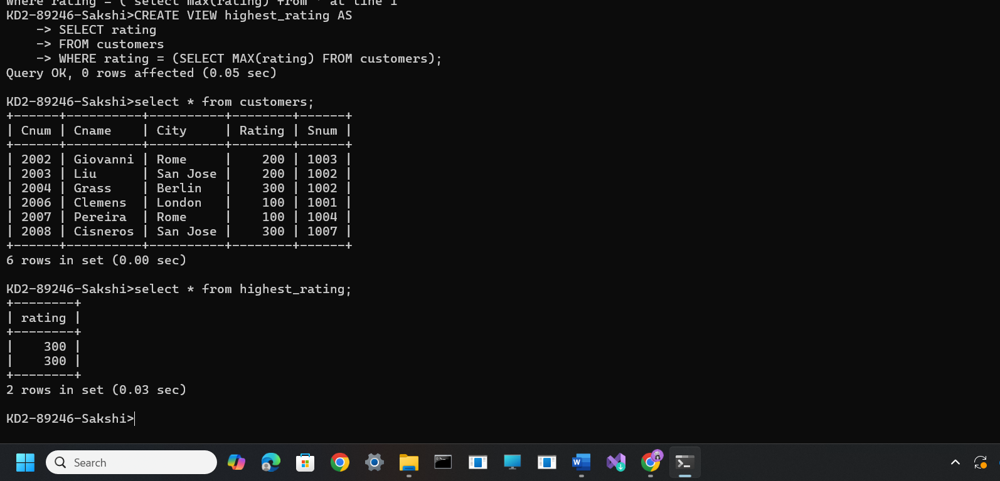 where rating = ( select max(rating) from ' at line 1
KD2-89246-Sakshi>CREATE VIEW highest_rating AS
    -> SELECT rating
    -> FROM customers
    -> WHERE rating = (SELECT MAX(rating) FROM customers);
Query OK, 0 rows affected (0.05 sec)

KD2-89246-Sakshi>select * from customers;
+------+----------+----------+--------+------+
| Cnum | Cname    | City     | Rating | Snum |
+------+----------+----------+--------+------+
| 2002 | Giovanni | Rome     |    200 | 1003 |
| 2003 | Liu      | San Jose |    200 | 1002 |
| 2004 | Grass    | Berlin   |    300 | 1002 |
| 2006 | Clemens  | London   |    100 | 1001 |
| 2007 | Pereira  | Rome     |    100 | 1004 |
| 2008 | Cisneros | San Jose |    300 | 1007 |
+------+----------+----------+--------+------+
6 rows in set (0.00 sec)

KD2-89246-Sakshi>select * from highest_rating;
+--------+
| rating |
+--------+
|    300 |
|    300 |
+--------+
2 rows in set (0.03 sec)

KD2-89246-Sakshi>
Search